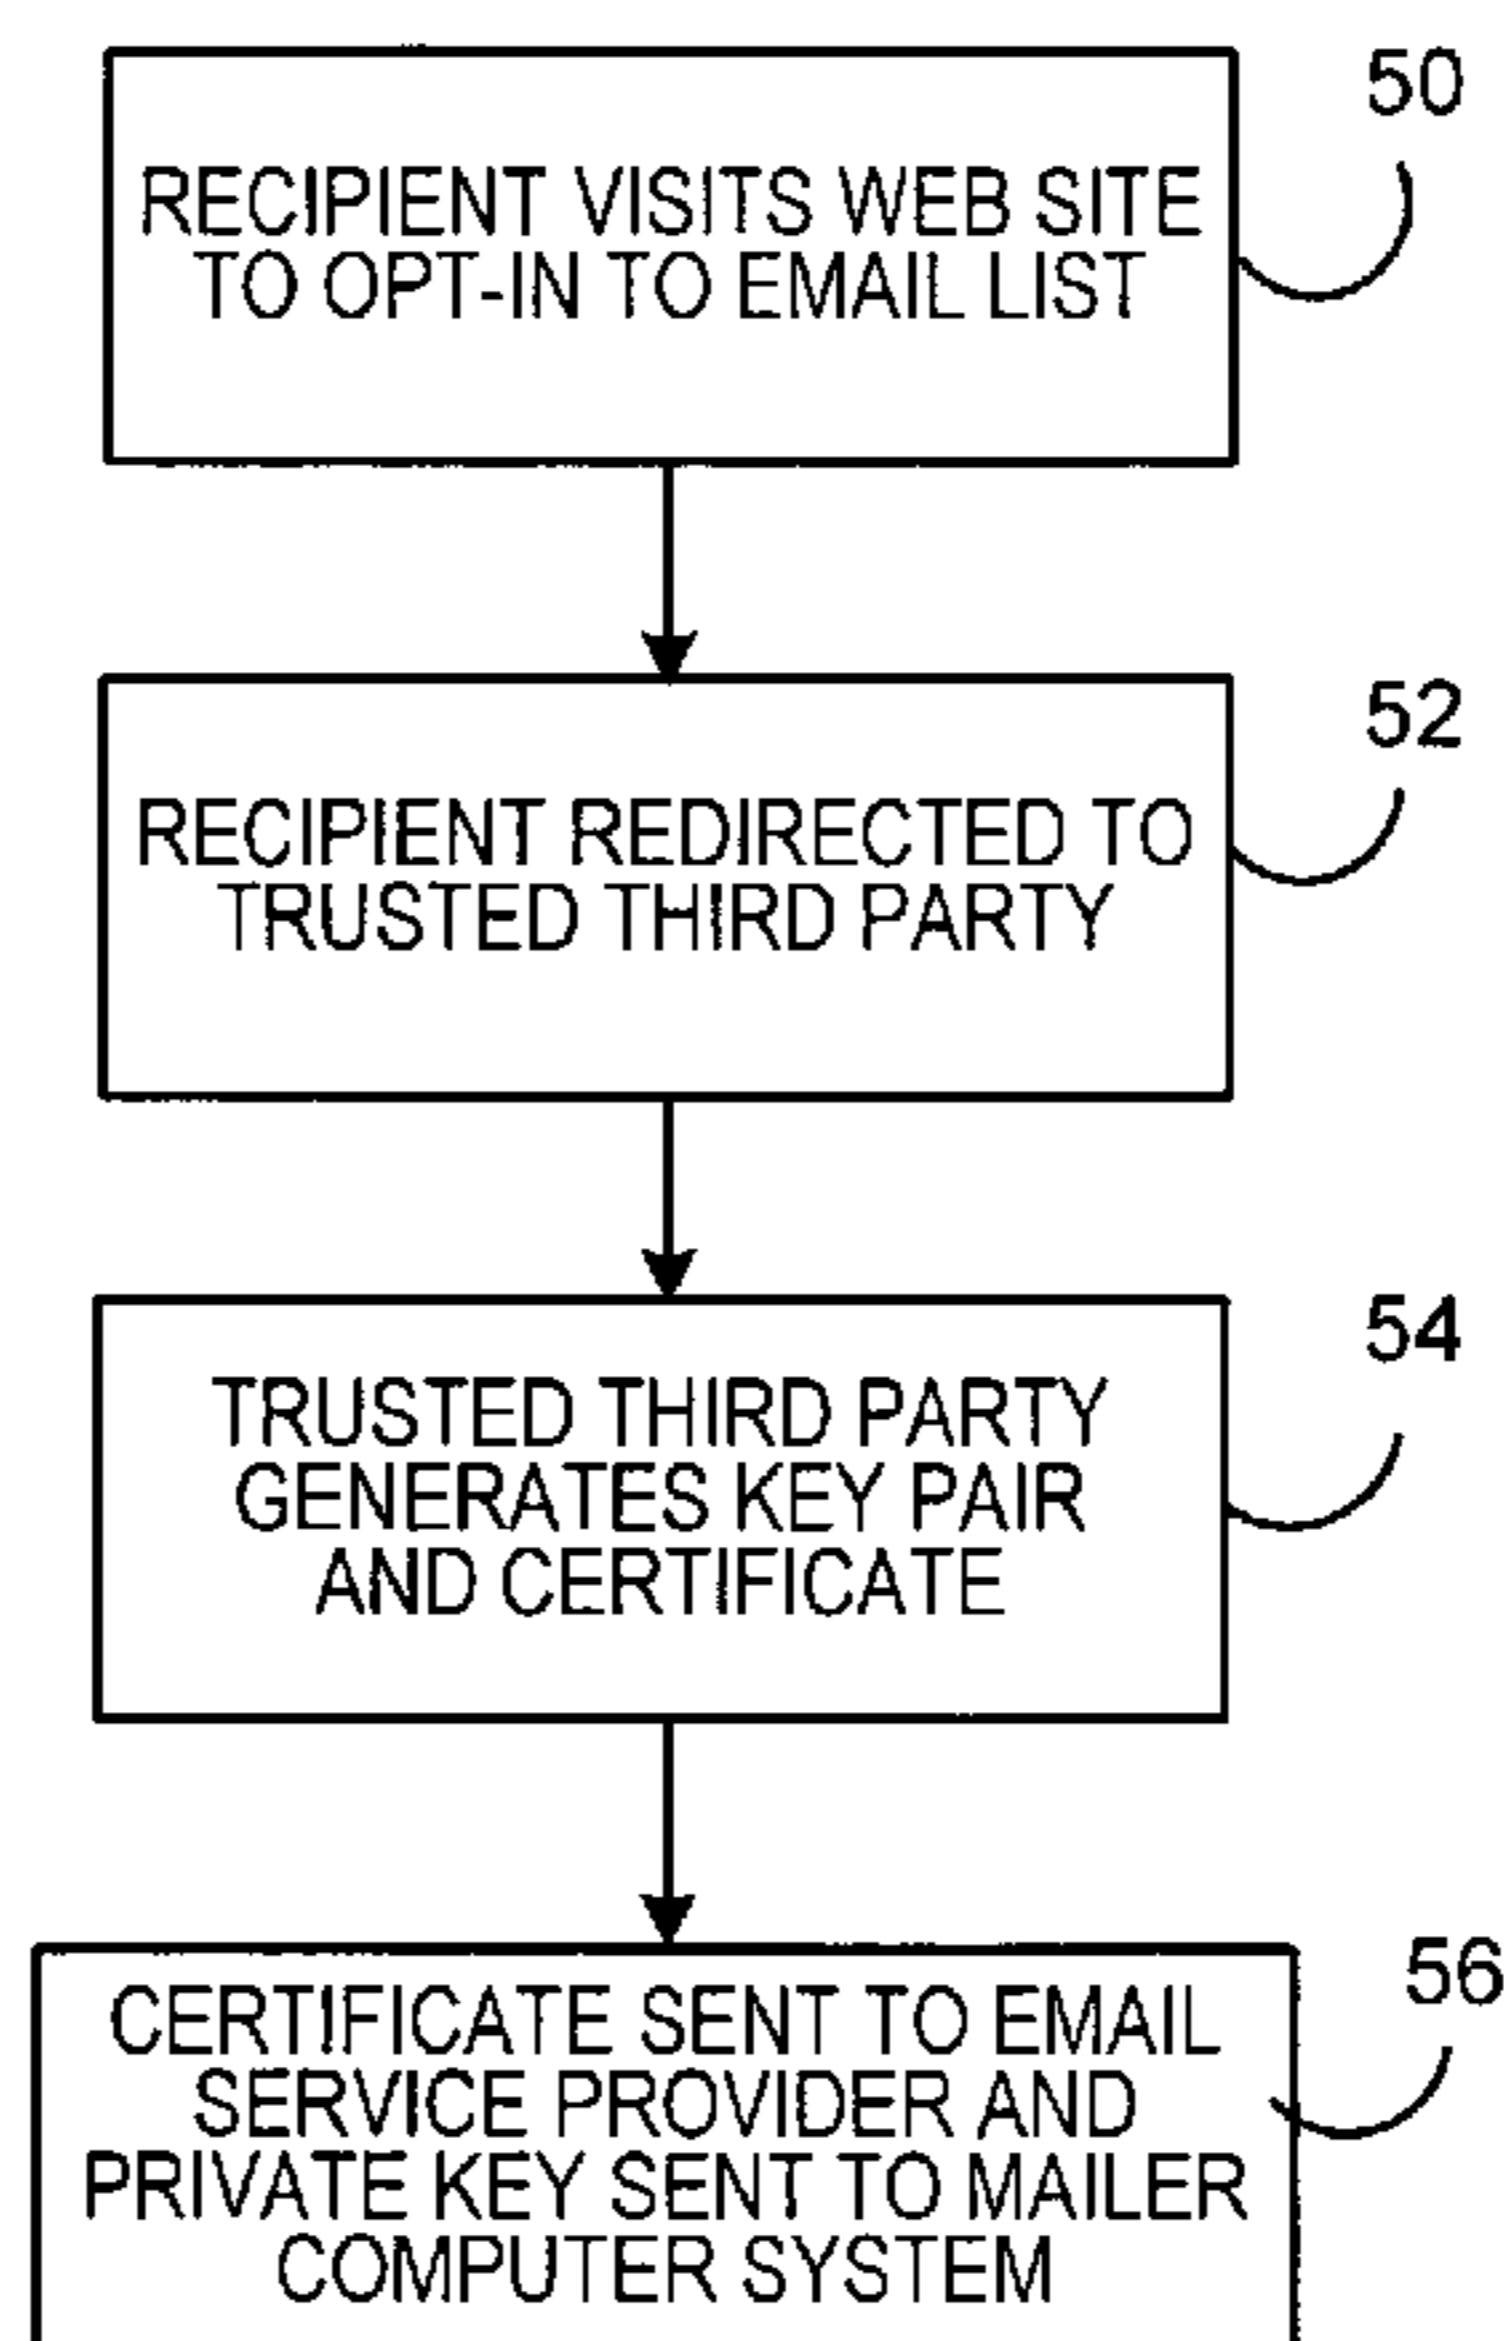 50
RECIPIENT VISITS WEB SITE
TO OPT-IN TO EMAIL LIST
52
RECIPIENT REDIRECTED TO
TRUSTED THIRD PARTY
54
TRUSTED THIRD PARTY
GENERATES KEY PAIR
AND CERTIFICATE
56
CERTIFICATE SENT TO EMAIL
SERVICE PROVIDER AND
PRIVATE KEY SENT TO MAILER
COMPUTER SYSTEM